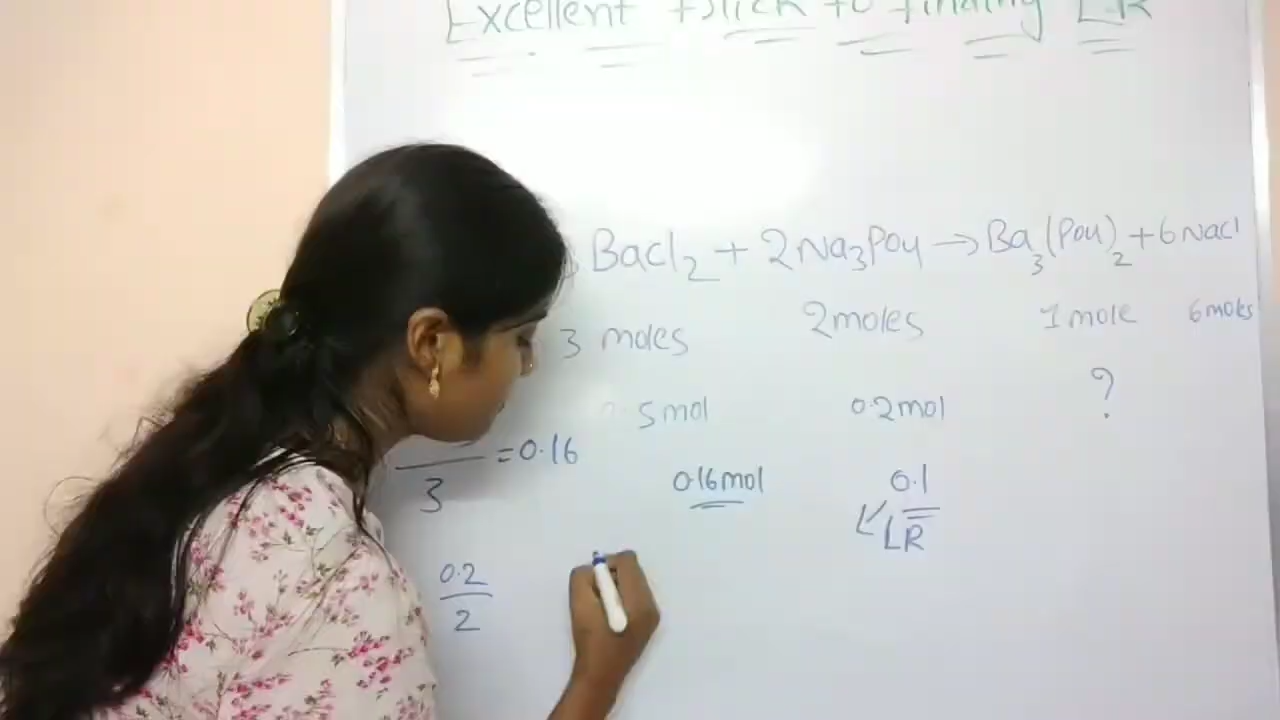 Excellent trick to finding LR
BaCl2 + 2Na3PO4 → Ba3(PO4)2 + 6NaCl
3 moles 2moles 1mole 6moles
5mol 0.2mol ?
3 = 0.16 0.16mol 0.1
LR
0.2
2